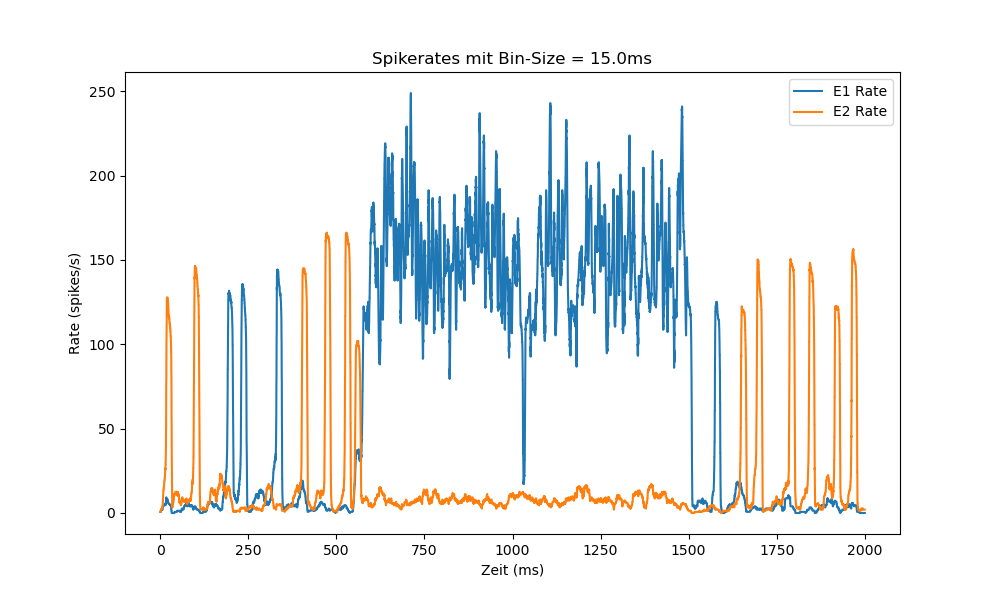 Spikerates mit Bin-Size = 15.0ms
E1 Rate
E2 Rate
250
200
150
100
50
0
Rate (spikes/s)
0 250 500 750 1000 1250 1500 1750 2000
Zeit (ms)